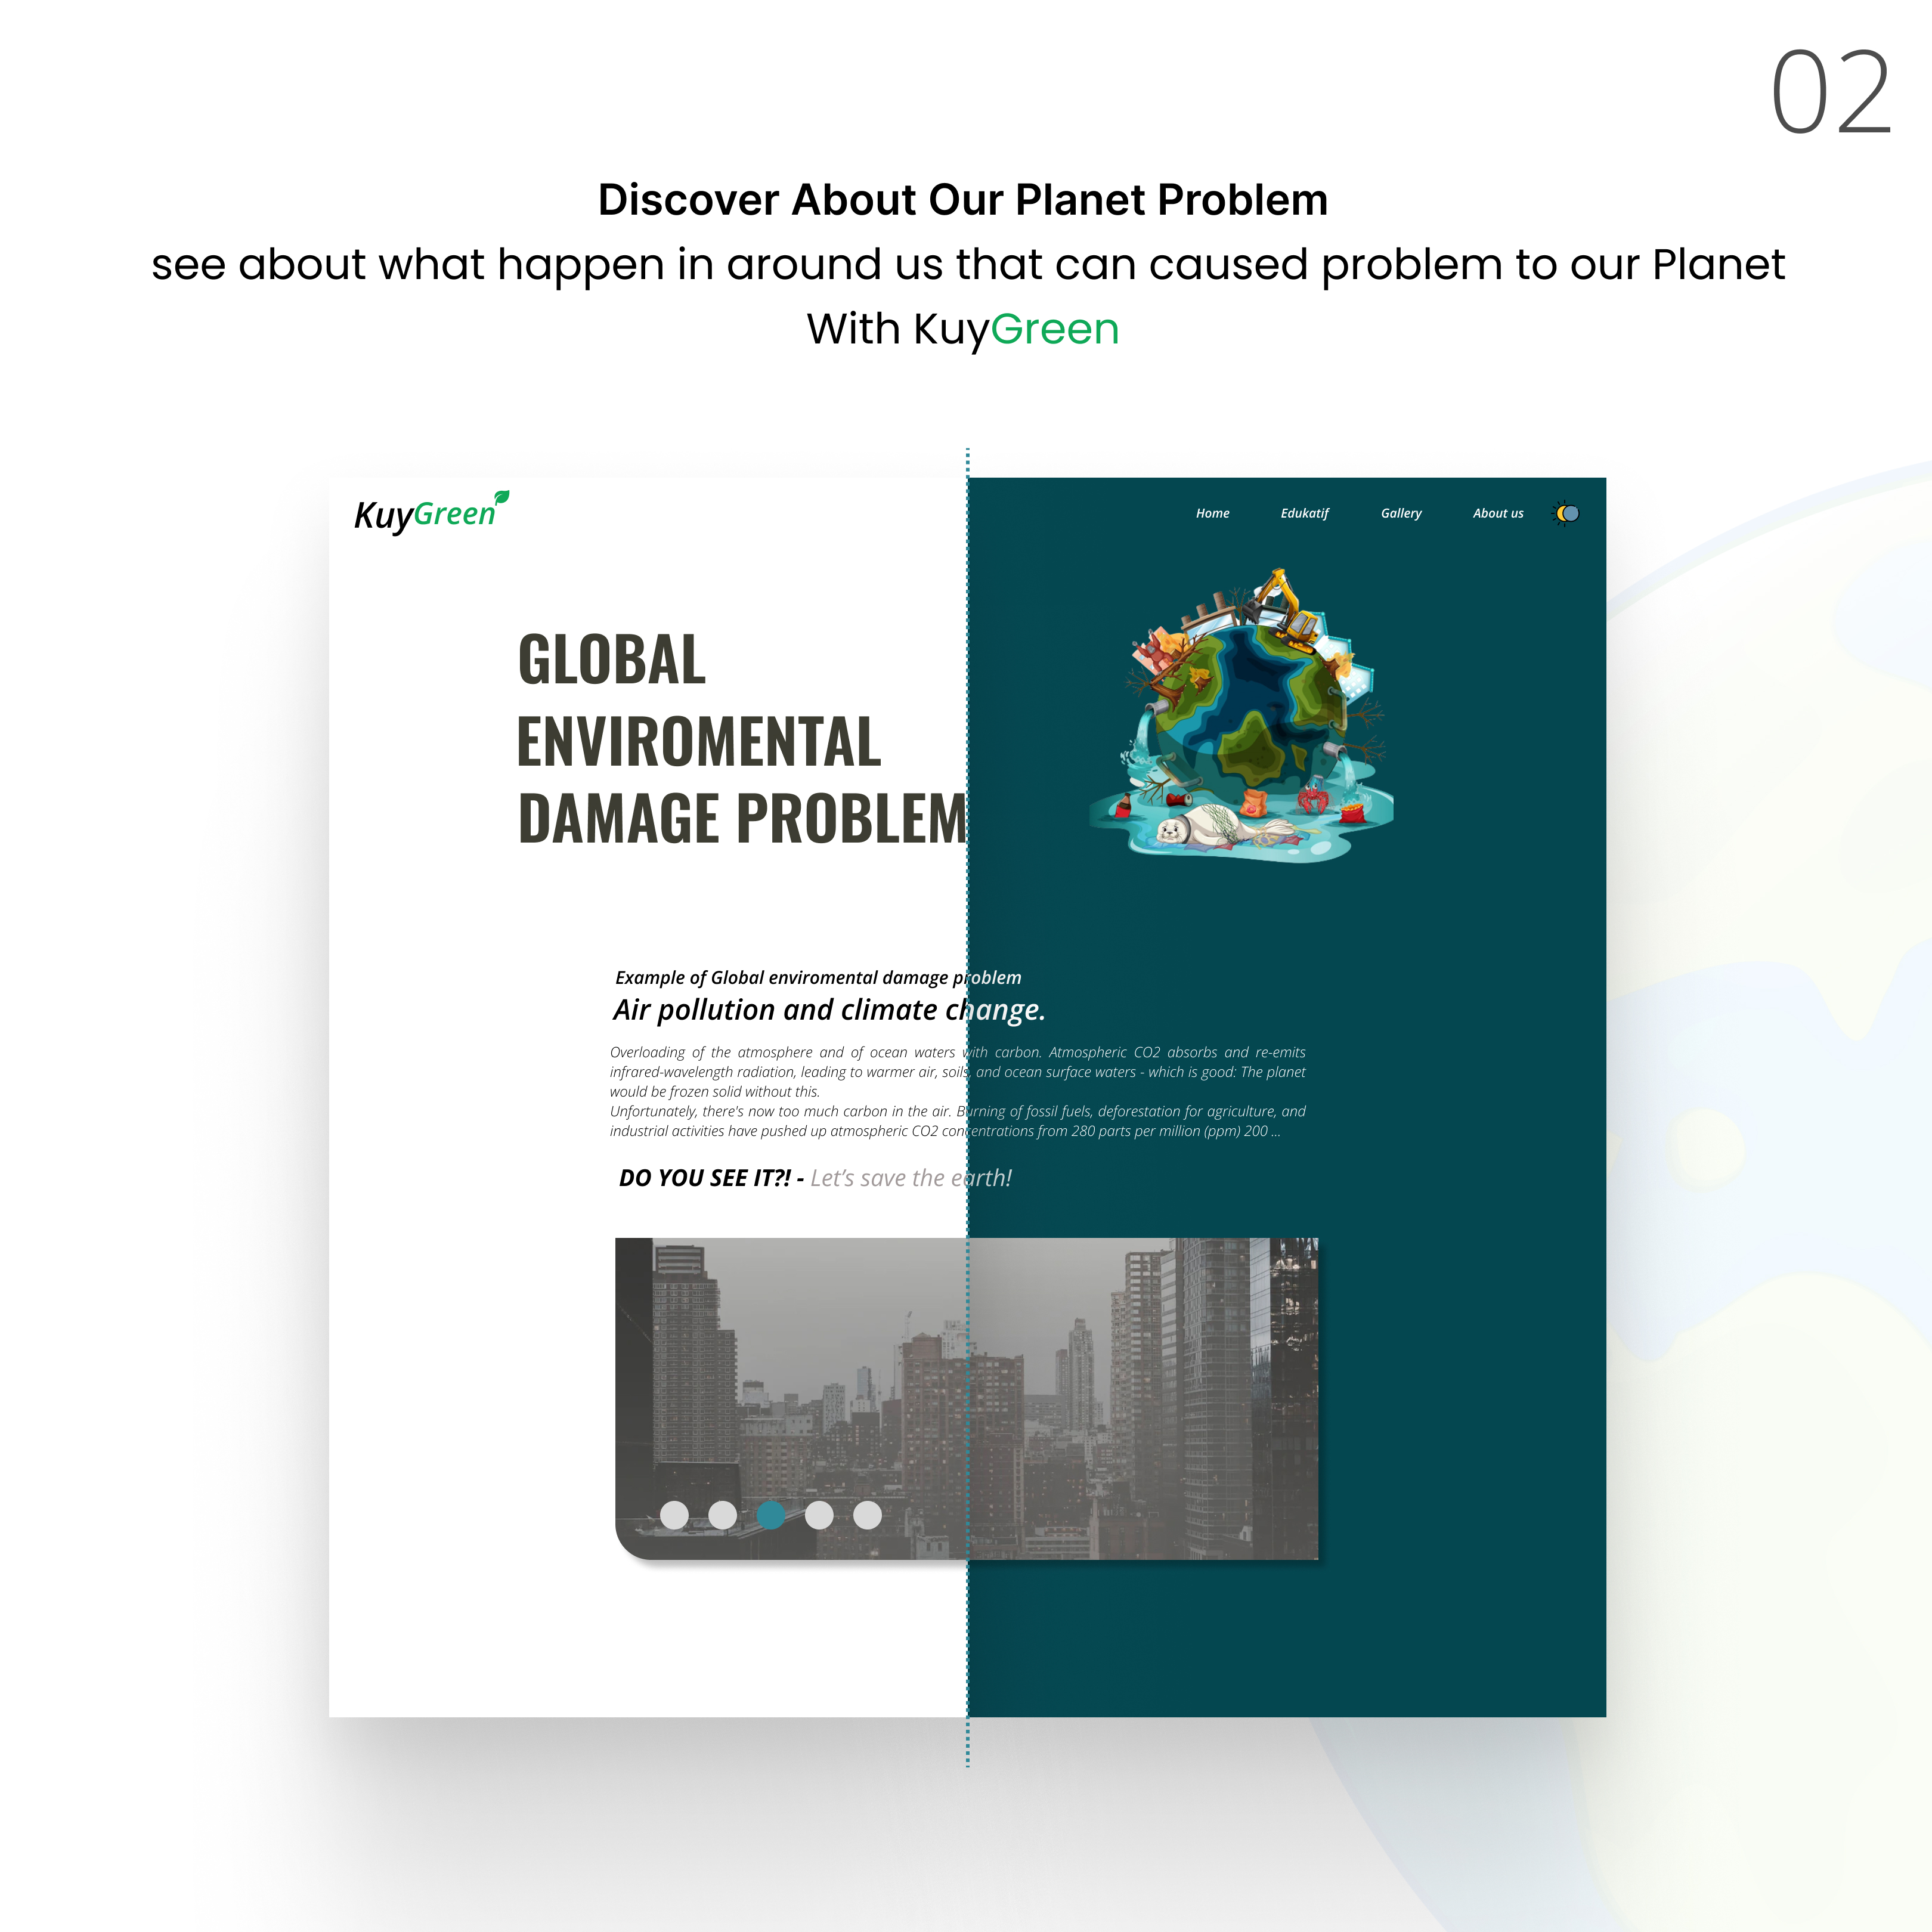 02
Discover About Our Planet Problem
see about what happen in around us that can caused problem to our Planet
With KuyGreen
KuyGreen
Home Edukatif Gallery About us
GLOBAL
ENVIROMENTAL
DAMAGE PROBLEM
Example of Global enviromental damage problem
Air pollution and climate change.
Overloading of the atmosphere and of ocean waters with carbon. Atmospheric CO2 absorbs and re-emits
infrared-wavelength radiation, leading to warmer air, soils, and ocean surface waters - which is good: The planet
would be frozen solid without this.
Unfortunately, there's now too much carbon in the air. Burning of fossil fuels, deforestation for agriculture, and
industrial activities have pushed up atmospheric CO2 concentrations from 280 parts per million (ppm) 200 ...
DO YOU SEE IT?! - Let's save the earth!